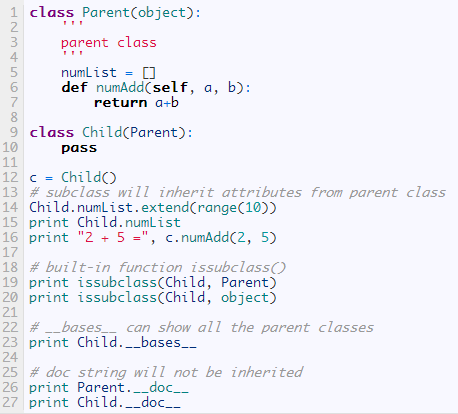 1 class Parent(object):
2     '''
3     parent class
4     '''
5     numList = []
6     def numAdd(self, a, b):
7         return a+b
8
9 class Child(Parent):
10     pass
11
12 c = Child()
13 # subclass will inherit attributes from parent class
14 Child.numList.extend(range(10))
15 print Child.numList
16 print "2 + 5 =", c.numAdd(2, 5)
17
18 # built-in function issubclass()
19 print issubclass(Child, Parent)
20 print issubclass(Child, object)
21
22 # __bases__ can show all the parent classes
23 print Child.__bases__
24
25 # doc string will not be inherited
26 print Parent.__doc__
27 print Child.__doc__